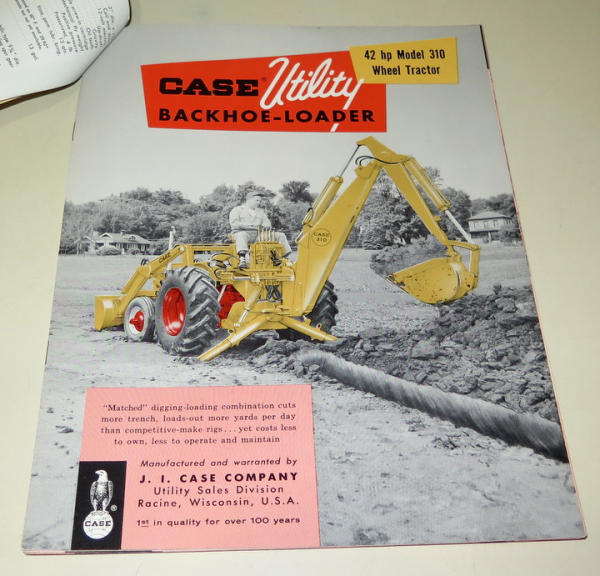 42 hp Model 310
Wheel Tractor
CASE® Utility
BACKHOE-LOADER
CASE
CASE
310
"Matched" digging-loading combination cuts
more trench, loads-out more yards per day
than competitive-make rigs...yet costs less
to own, less to operate and maintain
Manufactured and warranted by
J. I. CASE COMPANY
Utility Sales Division
Racine, Wisconsin, U.S.A.
1st in quality for over 100 years
CASE ®